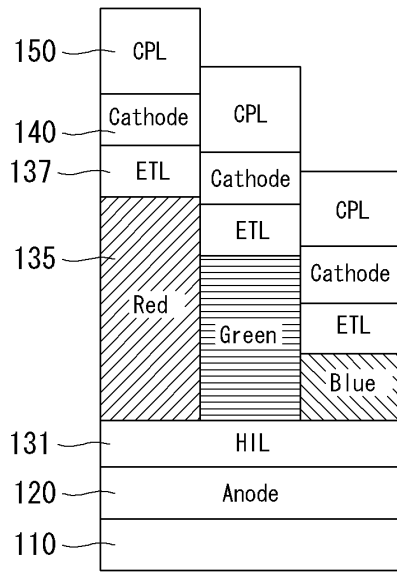 150
CPL
140
Cathode
137
ETL
135
Red
CPL
Cathode
ETL
Green
CPL
Cathode
ETL
Blue
131
HIL
120
Anode
110